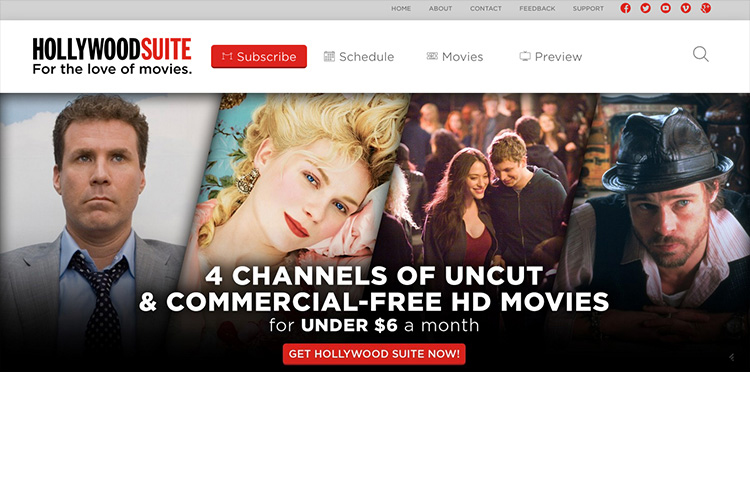 HOME ABOUT CONTACT FEEDBACK SUPPORT
HOLLYWOODSUITE
For the love of movies.
Subscribe Schedule Movies Preview
4 CHANNELS OF UNCUT
& COMMERCIAL-FREE HD MOVIES
for UNDER $6 a month
GET HOLLYWOOD SUITE NOW!